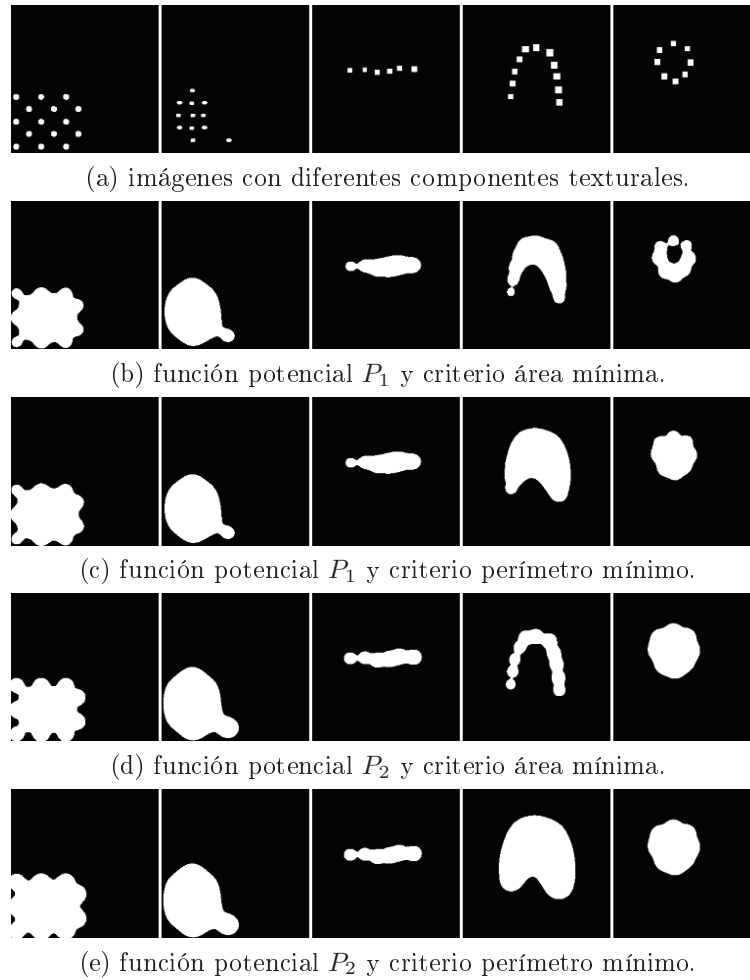 (a) imágenes con diferentes componentes texturales.
(b) función potencial P₁ y criterio área mínima.
(c) función potencial P₁ y criterio perímetro mínimo.
(d) función potencial P₂ y criterio área mínima.
(e) función potencial P₂ y criterio perímetro mínimo.